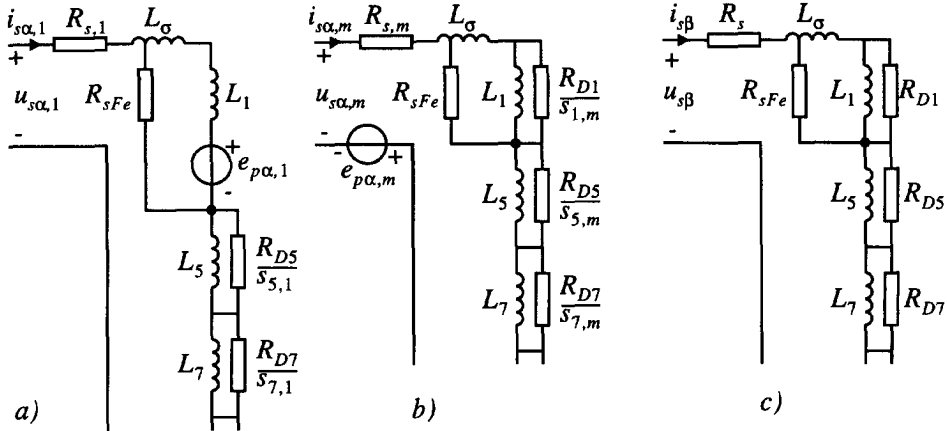 i_{sα,1} R_{s,1} L_σ
+
u_{sα,1} R_{sFe} L_1
-
+
e_{pα,1}
-
L_5 R_{D5}/s_{5,1}
L_7 R_{D7}/s_{7,1}
a)
i_{sα,m} R_{s,m} L_σ
+
u_{sα,m} R_{sFe} L_1 R_{D1}/s_{1,m}
-
- +
e_{pα,m}
L_5 R_{D5}/s_{5,m}
L_7 R_{D7}/s_{7,m}
b)
i_{sβ} R_s L_σ
+
u_{sβ} R_{sFe} L_1 R_{D1}
-
L_5 R_{D5}
L_7 R_{D7}
c)